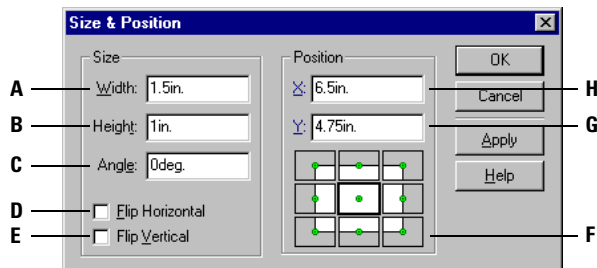 Size & Position
Size
A Width: 1.5in.
B Height: 1in.
C Angle: 0deg.
D Flip Horizontal
E Flip Vertical
Position
X: 6.5in. H
Y: 4.75in. G
F
OK
Cancel
Apply
Help